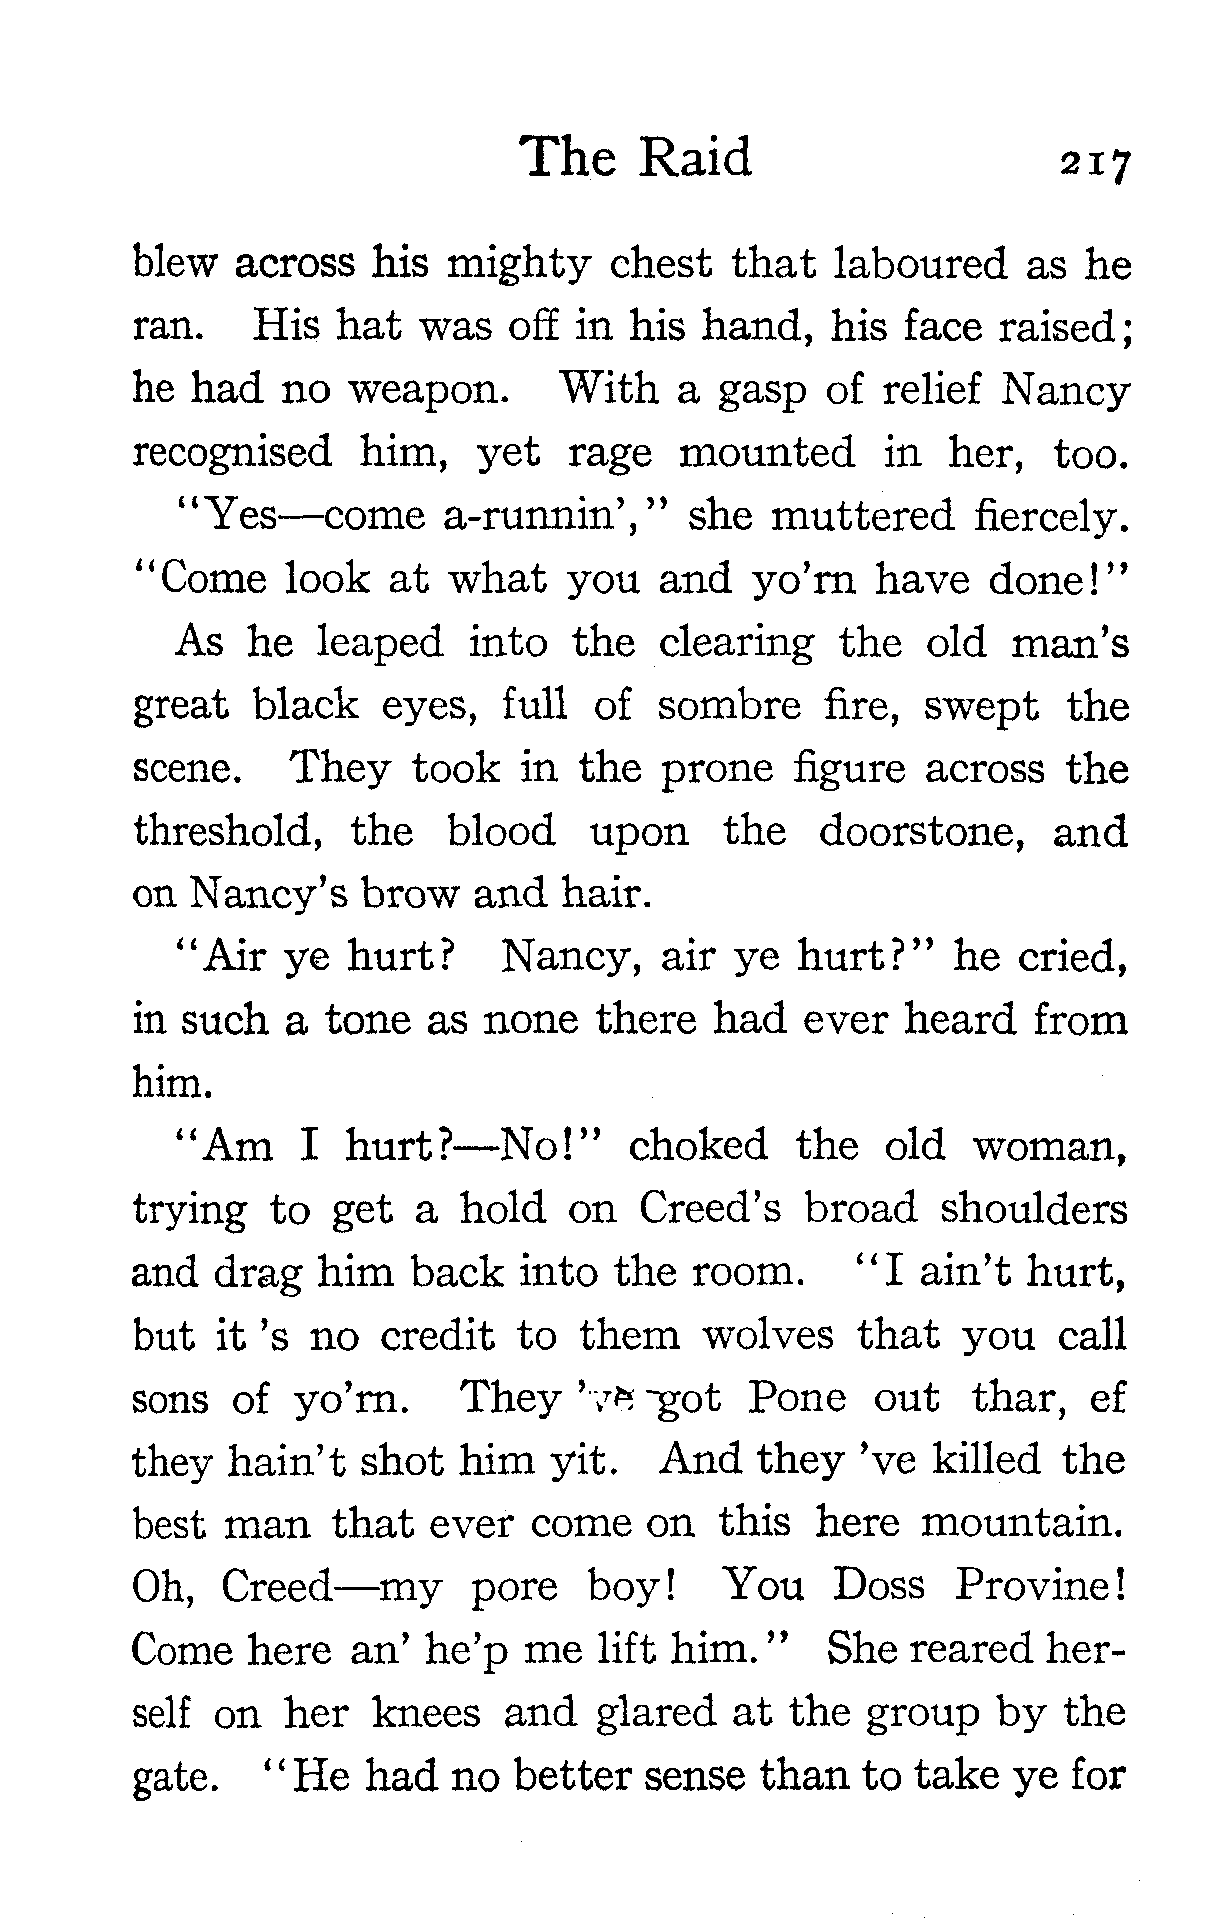 The Raid 217
blew across his mighty chest that laboured as he
ran. His hat was off in his hand, his face raised;
he had no weapon. With a gasp of relief Nancy
recognised him, yet rage mounted in her, too.
"Yes—come a-runnin'," she muttered fiercely.
"Come look at what you and yo'rn have done!"
As he leaped into the clearing the old man's
great black eyes, full of sombre fire, swept the
scene. They took in the prone figure across the
threshold, the blood upon the doorstone, and
on Nancy's brow and hair.
"Air ye hurt? Nancy, air ye hurt?" he cried,
in such a tone as none there had ever heard from
him.
"Am I hurt?—No!" choked the old woman,
trying to get a hold on Creed's broad shoulders
and drag him back into the room. "I ain't hurt,
but it 's no credit to them wolves that you call
sons of yo'rn. They 've got Pone out thar, ef
they hain't shot him yit. And they 've killed the
best man that ever come on this here mountain.
Oh, Creed—my pore boy! You Doss Provine!
Come here an' he'p me lift him." She reared her-
self on her knees and glared at the group by the
gate. "He had no better sense than to take ye for